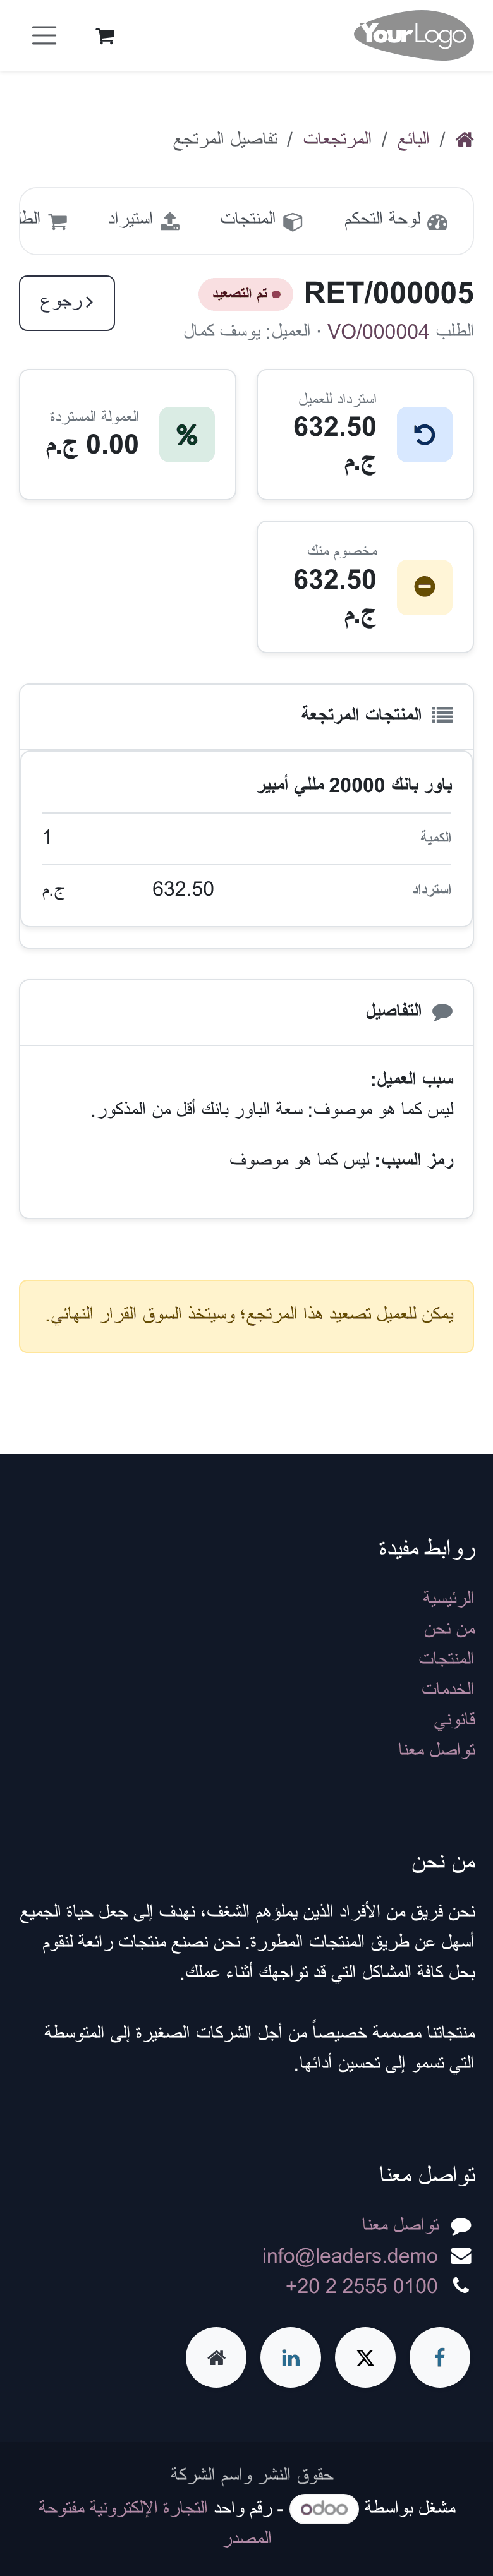 YourLogo
/ البائع / المرتجعات / تفاصيل المرتجع
لوحة التحكم المنتجات استيراد الطل
RET/000005 تم التصعيد
رجوع
الطلب VO/000004 · العميل: يوسف كمال
استرداد للعميل
632.50
ج.م
العمولة المستردة
0.00 ج.م
مخصوم منك
632.50
ج.م
المنتجات المرتجعة
باور بانك 20000 مللي أمبير
الكمية 1
استرداد 632.50 ج.م
التفاصيل
سبب العميل:
ليس كما هو موصوف: سعة الباور بانك أقل من المذكور.
رمز السبب: ليس كما هو موصوف
يمكن للعميل تصعيد هذا المرتجع؛ وسيتخذ السوق القرار النهائي.
روابط مفيدة
الرئيسية
من نحن
المنتجات
الخدمات
قانوني
تواصل معنا
من نحن
نحن فريق من الأفراد الذين يملؤهم الشغف، نهدف إلى جعل حياة الجميع
أسهل عن طريق المنتجات المطورة. نحن نصنع منتجات رائعة لنقوم
بحل كافة المشاكل التي قد تواجهك أثناء عملك.
منتجاتنا مصممة خصيصاً من أجل الشركات الصغيرة إلى المتوسطة
التي تسمو إلى تحسين أدائها.
تواصل معنا
تواصل معنا
info@leaders.demo
+20 2 2555 0100
حقوق النشر واسم الشركة
مشغل بواسطة odoo - رقم واحد التجارة الإلكترونية مفتوحة
المصدر